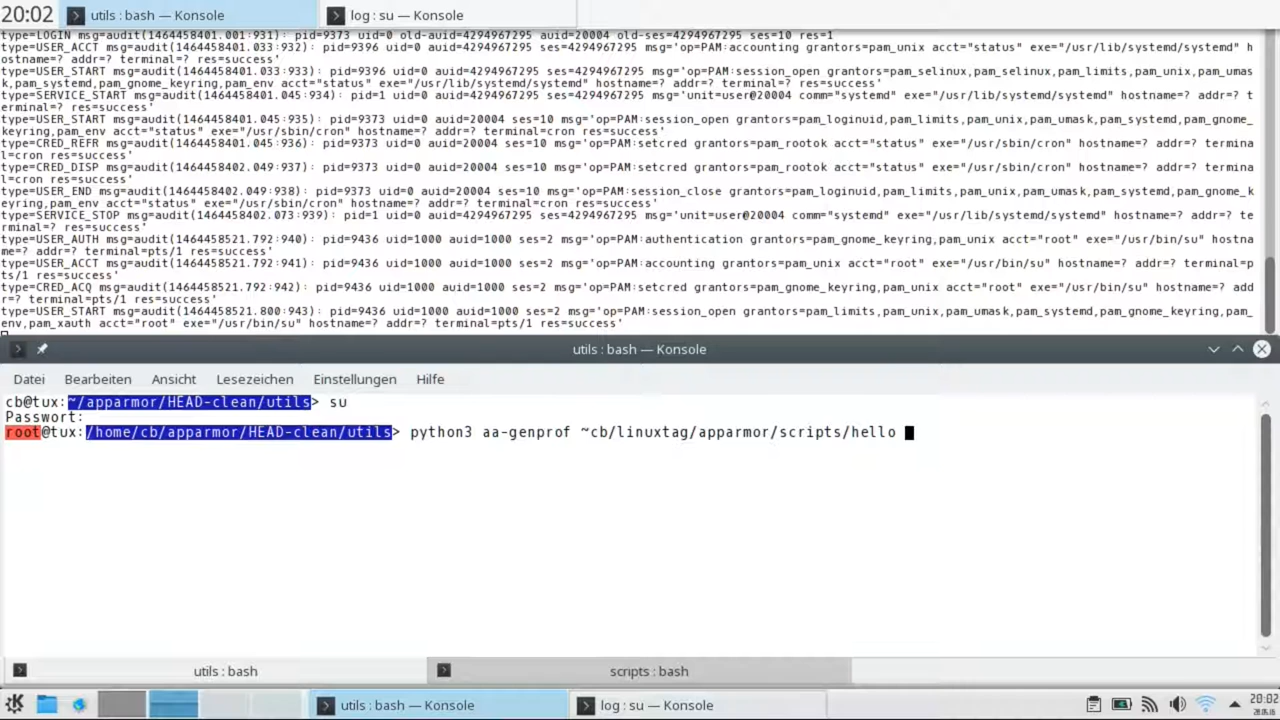 20:02 utils : bash — Konsole log : su — Konsole
type=LOGIN msg=audit(1464458401.001:931): pid=9373 uid=0 old-auid=4294967295 auid=20004 old-ses=4294967295 ses=10 res=1
type=USER_ACCT msg=audit(1464458401.033:932): pid=9396 uid=0 auid=4294967295 ses=4294967295 msg='op=PAM:accounting grantors=pam_unix acct="status" exe="/usr/lib/systemd/systemd" h
ostname=? addr=? terminal=? res=success'
type=USER_START msg=audit(1464458401.033:933): pid=9396 uid=0 auid=4294967295 ses=4294967295 msg='op=PAM:session_open grantors=pam_selinux,pam_selinux,pam_limits,pam_unix,pam_umas
k,pam_systemd,pam_gnome_keyring,pam_env acct="status" exe="/usr/lib/systemd/systemd" hostname=? addr=? terminal=? res=success'
type=SERVICE_START msg=audit(1464458401.045:934): pid=1 uid=0 auid=4294967295 ses=4294967295 msg='unit=user@20004 comm="systemd" exe="/usr/lib/systemd/systemd" hostname=? addr=? t
erminal=? res=success'
type=USER_START msg=audit(1464458401.045:935): pid=9373 uid=0 auid=20004 ses=10 msg='op=PAM:session_open grantors=pam_loginuid,pam_limits,pam_unix,pam_umask,pam_systemd,pam_gnome_
keyring,pam_env acct="status" exe="/usr/sbin/cron" hostname=? addr=? terminal=cron res=success'
type=CRED_REFR msg=audit(1464458401.045:936): pid=9373 uid=0 auid=20004 ses=10 msg='op=PAM:setcred grantors=pam_rootok acct="status" exe="/usr/sbin/cron" hostname=? addr=? termina
l=cron res=success'
type=CRED_DISP msg=audit(1464458402.049:937): pid=9373 uid=0 auid=20004 ses=10 msg='op=PAM:setcred grantors=pam_rootok acct="status" exe="/usr/sbin/cron" hostname=? addr=? termina
l=cron res=success'
type=USER_END msg=audit(1464458402.049:938): pid=9373 uid=0 auid=20004 ses=10 msg='op=PAM:session_close grantors=pam_loginuid,pam_limits,pam_unix,pam_umask,pam_systemd,pam_gnome_k
eyring,pam_env acct="status" exe="/usr/sbin/cron" hostname=? addr=? terminal=cron res=success'
type=SERVICE_STOP msg=audit(1464458402.073:939): pid=1 uid=0 auid=4294967295 ses=4294967295 msg='unit=user@20004 comm="systemd" exe="/usr/lib/systemd/systemd" hostname=? addr=? te
rminal=? res=success'
type=USER_AUTH msg=audit(1464458521.792:940): pid=9436 uid=1000 auid=1000 ses=2 msg='op=PAM:authentication grantors=pam_gnome_keyring,pam_unix acct="root" exe="/usr/bin/su" hostna
me=? addr=? terminal=pts/1 res=success'
type=USER_ACCT msg=audit(1464458521.792:941): pid=9436 uid=1000 auid=1000 ses=2 msg='op=PAM:accounting grantors=pam_unix acct="root" exe="/usr/bin/su" hostname=? addr=? terminal=p
ts/1 res=success'
type=CRED_ACQ msg=audit(1464458521.792:942): pid=9436 uid=1000 auid=1000 ses=2 msg='op=PAM:setcred grantors=pam_gnome_keyring,pam_unix acct="root" exe="/usr/bin/su" hostname=? add
r=? terminal=pts/1 res=success'
type=USER_START msg=audit(1464458521.800:943): pid=9436 uid=1000 auid=1000 ses=2 msg='op=PAM:session_open grantors=pam_limits,pam_unix,pam_umask,pam_systemd,pam_gnome_keyring,pam_
env,pam_xauth acct="root" exe="/usr/bin/su" hostname=? addr=? terminal=pts/1 res=success'
utils : bash — Konsole
Datei Bearbeiten Ansicht Lesezeichen Einstellungen Hilfe
cb@tux:~/apparmor/HEAD-clean/utils> su
Passwort:
root@tux:/home/cb/apparmor/HEAD-clean/utils> python3 aa-genprof ~cb/linuxtag/apparmor/scripts/hello
utils : bash scripts : bash
utils : bash — Konsole log : su — Konsole 20:02